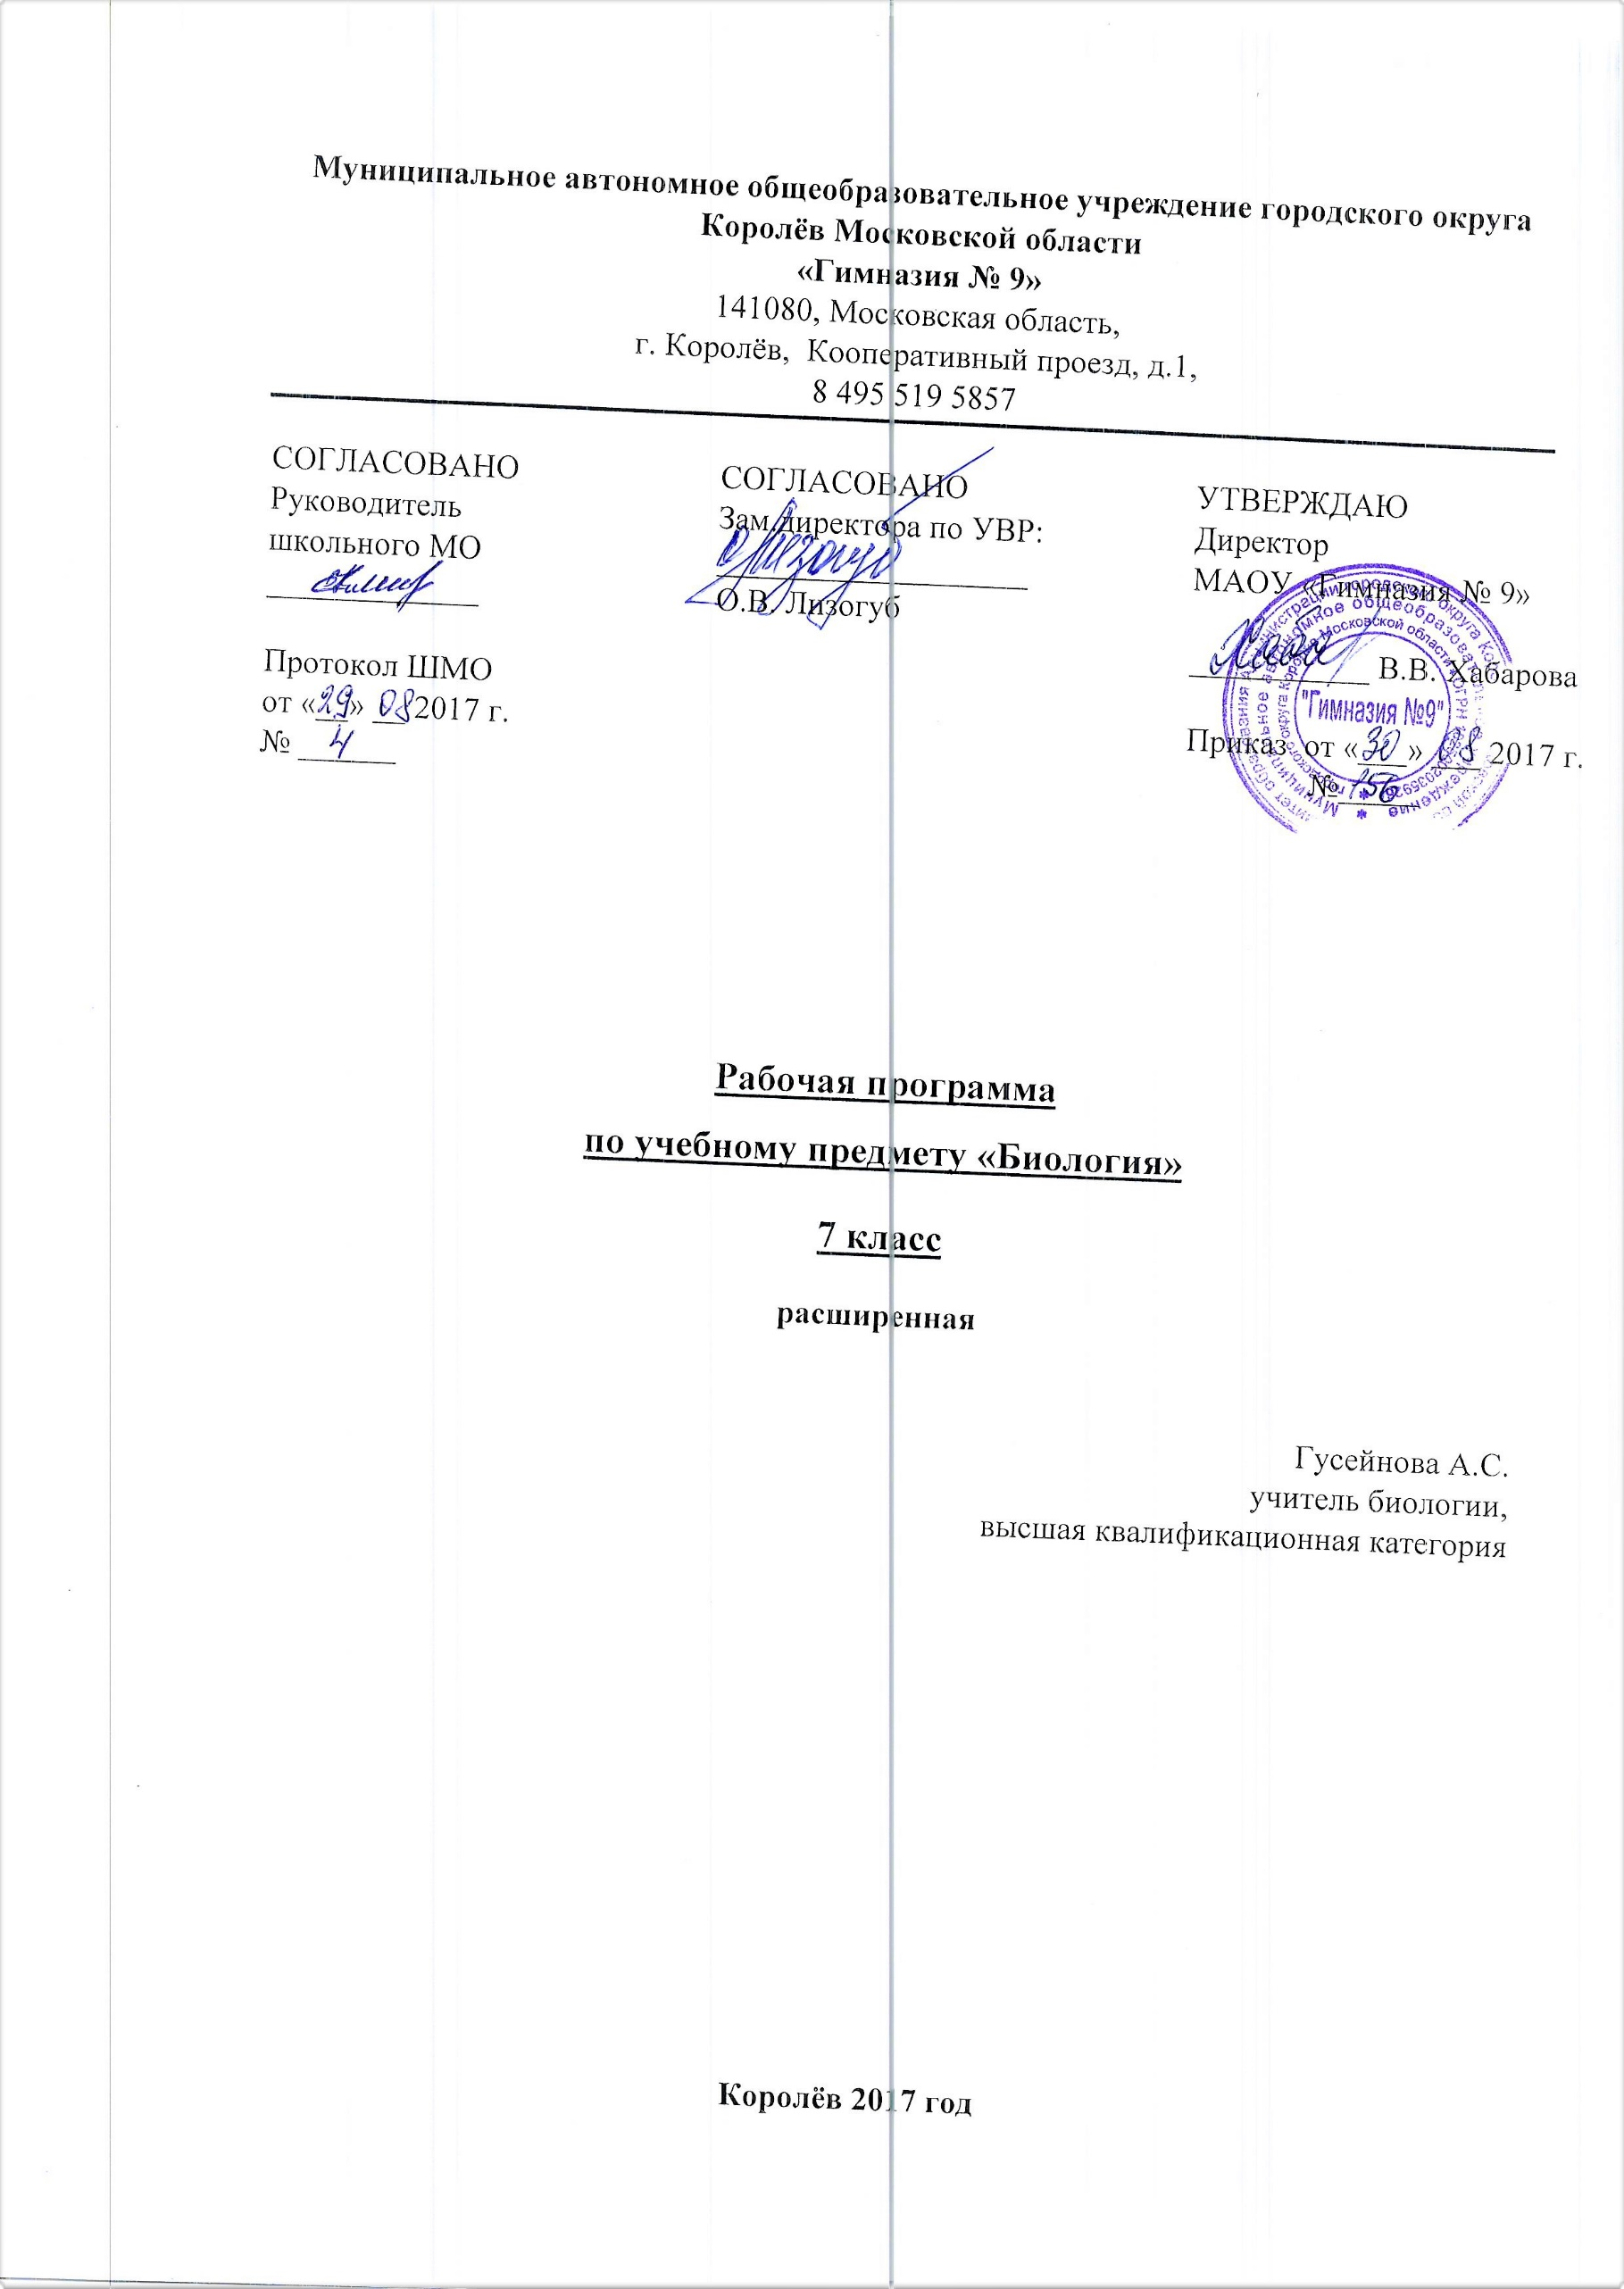 Муниципальное автономное общеобразовательное учреждение городского округа
Королёв Московской области
«Гимназия № 9»
141080, Московская область,
г. Королёв, Кооперативный проезд, д.1,
8 495 519 5857
СОГЛАСОВАНО
Руководитель
школьного МО
Протокол ШМО
от «29» 08 2017 г.
№ 4
СОГЛАСОВАНО
Зам.директора по УВР:
О.В. Лизогуб
УТВЕРЖДАЮ
Директор
МАОУ «Гимназия № 9»
В.В. Хабарова
"Гимназия №9"
Приказ от «30» 08 2017 г.
№ 156
Рабочая программа
по учебному предмету «Биология»
7 класс
расширенная
Гусейнова А.С.
учитель биологии,
высшая квалификационная категория
Королёв 2017 год